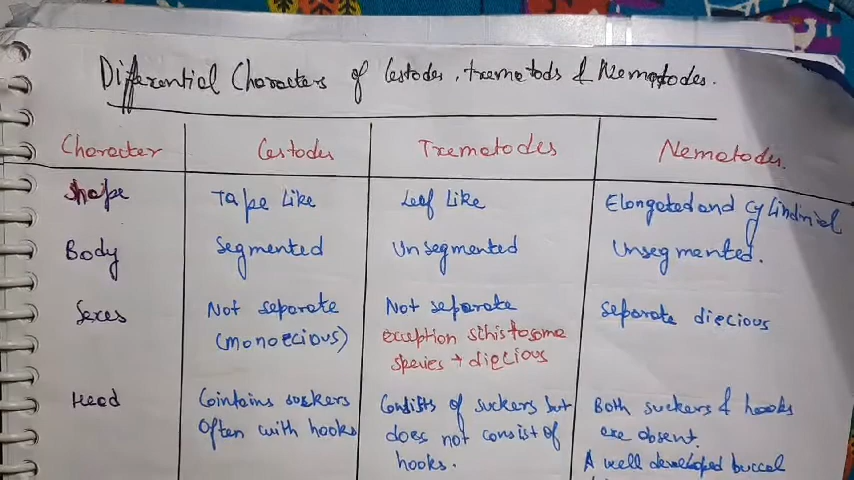 Differential Characters of Cestodes, trematods & Nematodes.
Character Cestodes Trematodes Nematodes.
Shape Tape Like Leaf Like Elongated and cylindrical
Body Segmented Unsegmented Unsegmented.
Sexes Not separate Not separate Separate diecious
(monoecious) exception schistosoma
species → diecious
Head Contains suckers Consists of suckers but Both suckers & hooks
Often with hooks does not consist of are absent.
hooks. A well developed buccal